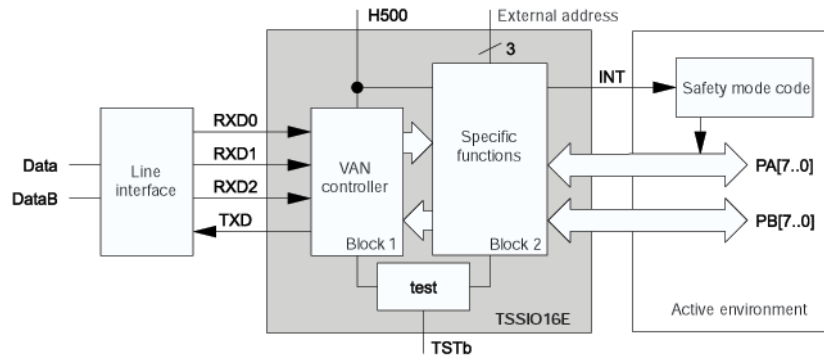 H500
External address
3
INT
Safety mode code
RXD0
RXD1
RXD2
TXD
Data
DataB
Line
interface
VAN
controller
Block 1
Specific
functions
Block 2
PA[7..0]
PB[7..0]
test
TSSIO16E
Active environment
TSTb